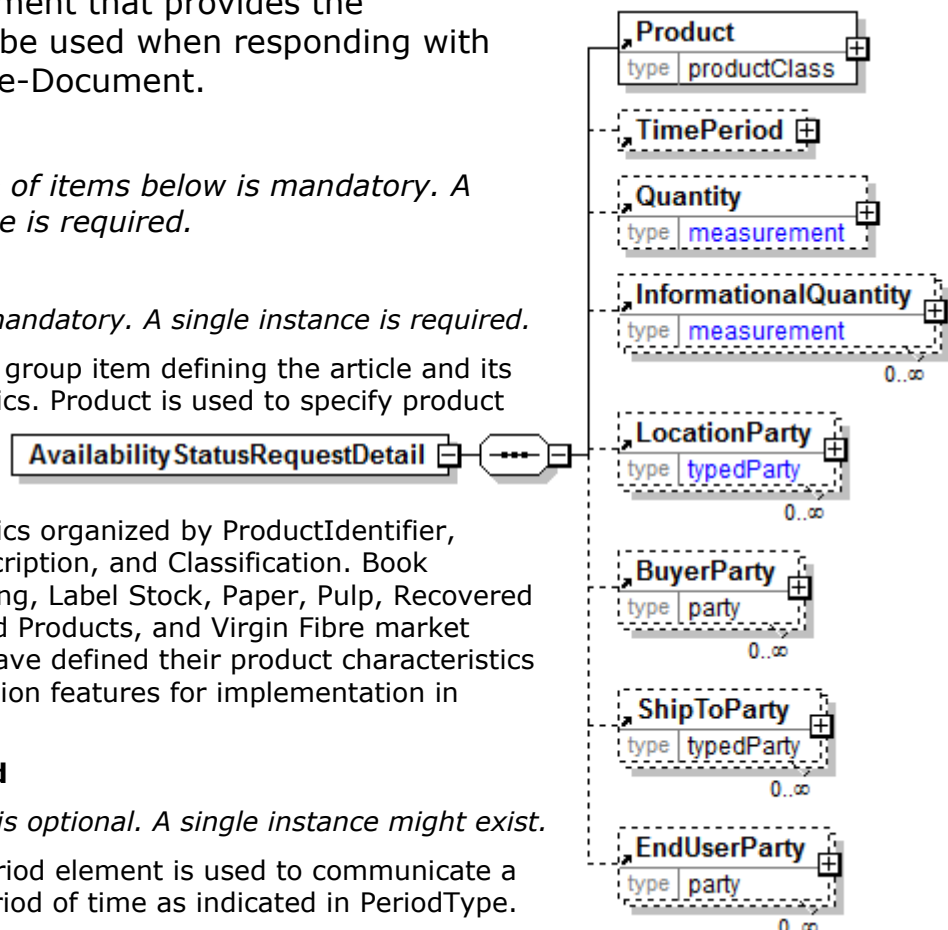 ment that provides the
be used when responding with
e-Document.
of items below is mandatory. A
e is required.
mandatory. A single instance is required.
group item defining the article and its
ics. Product is used to specify product
AvailabilityStatusRequestDetail
ics organized by ProductIdentifier,
cription, and Classification. Book
ng, Label Stock, Paper, Pulp, Recovered
d Products, and Virgin Fibre market
ave defined their product characteristics
ion features for implementation in
d
is optional. A single instance might exist.
riod element is used to communicate a
riod of time as indicated in PeriodType.
Product
type productClass
TimePeriod
Quantity
type measurement
InformationalQuantity
type measurement
0..∞
LocationParty
type typedParty
0..∞
BuyerParty
type party
0..∞
ShipToParty
type typedParty
0..∞
EndUserParty
type party
0..∞